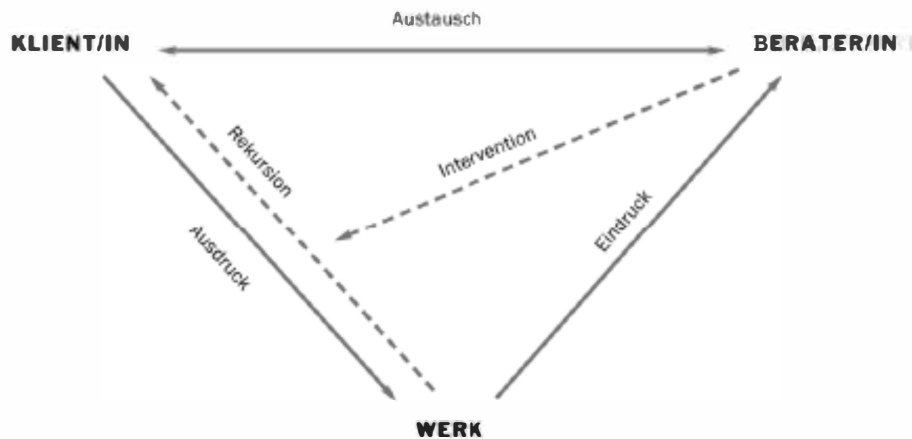 Austausch
KLIENT/IN
BERATER/IN
Rekursion
Intervention
Ausdruck
Eindruck
WERK